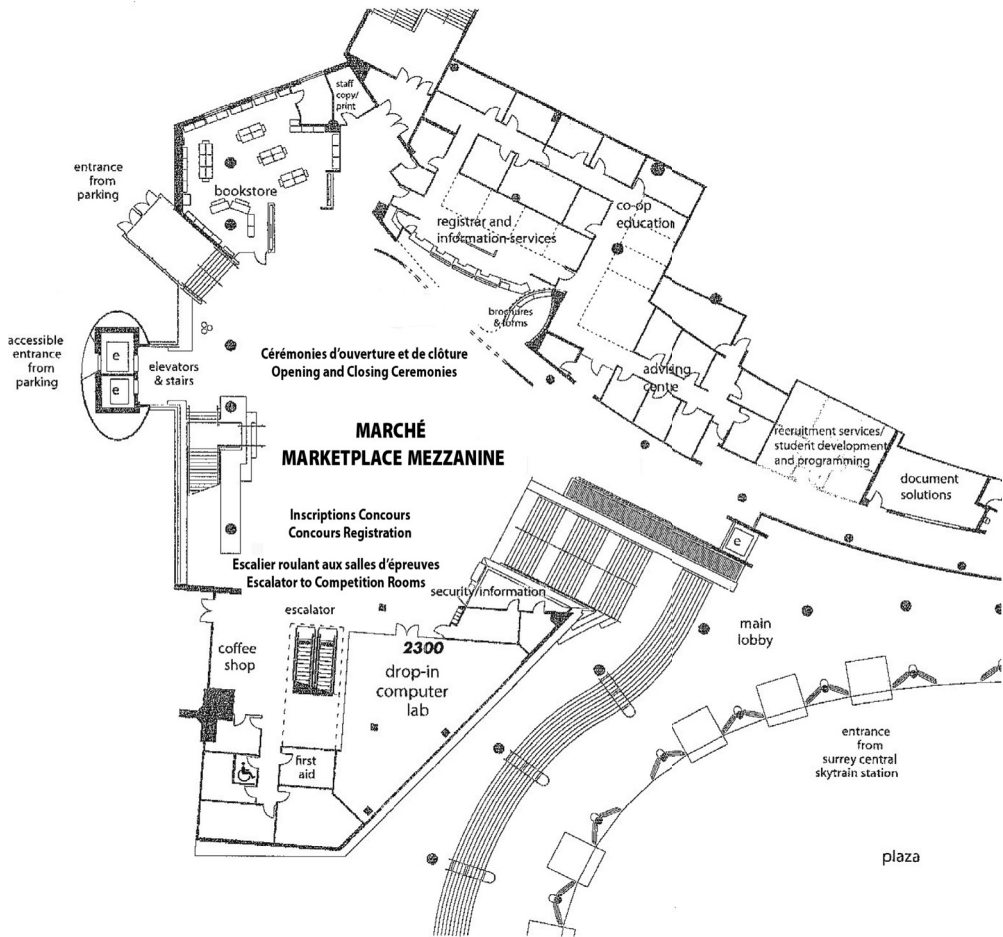 staff
copy/
print
entrance
from
parking
bookstore
registrar and
information services
co-op
education
brochures
& forms
accessible
entrance
from
parking
e
e
elevators
& stairs
Cérémonies d'ouverture et de clôture
Opening and Closing Ceremonies
advising
centre
MARCHÉ
MARKETPLACE MEZZANINE
recruitment services/
student development
and programming
document
solutions
Inscriptions Concours
Concours Registration
e
Escalier roulant aux salles d'épreuves
Escalator to Competition Rooms
security/information
escalator
main
lobby
coffee
shop
2300
drop-in
computer
lab
first
aid
entrance
from
surrey central
skytrain station
plaza